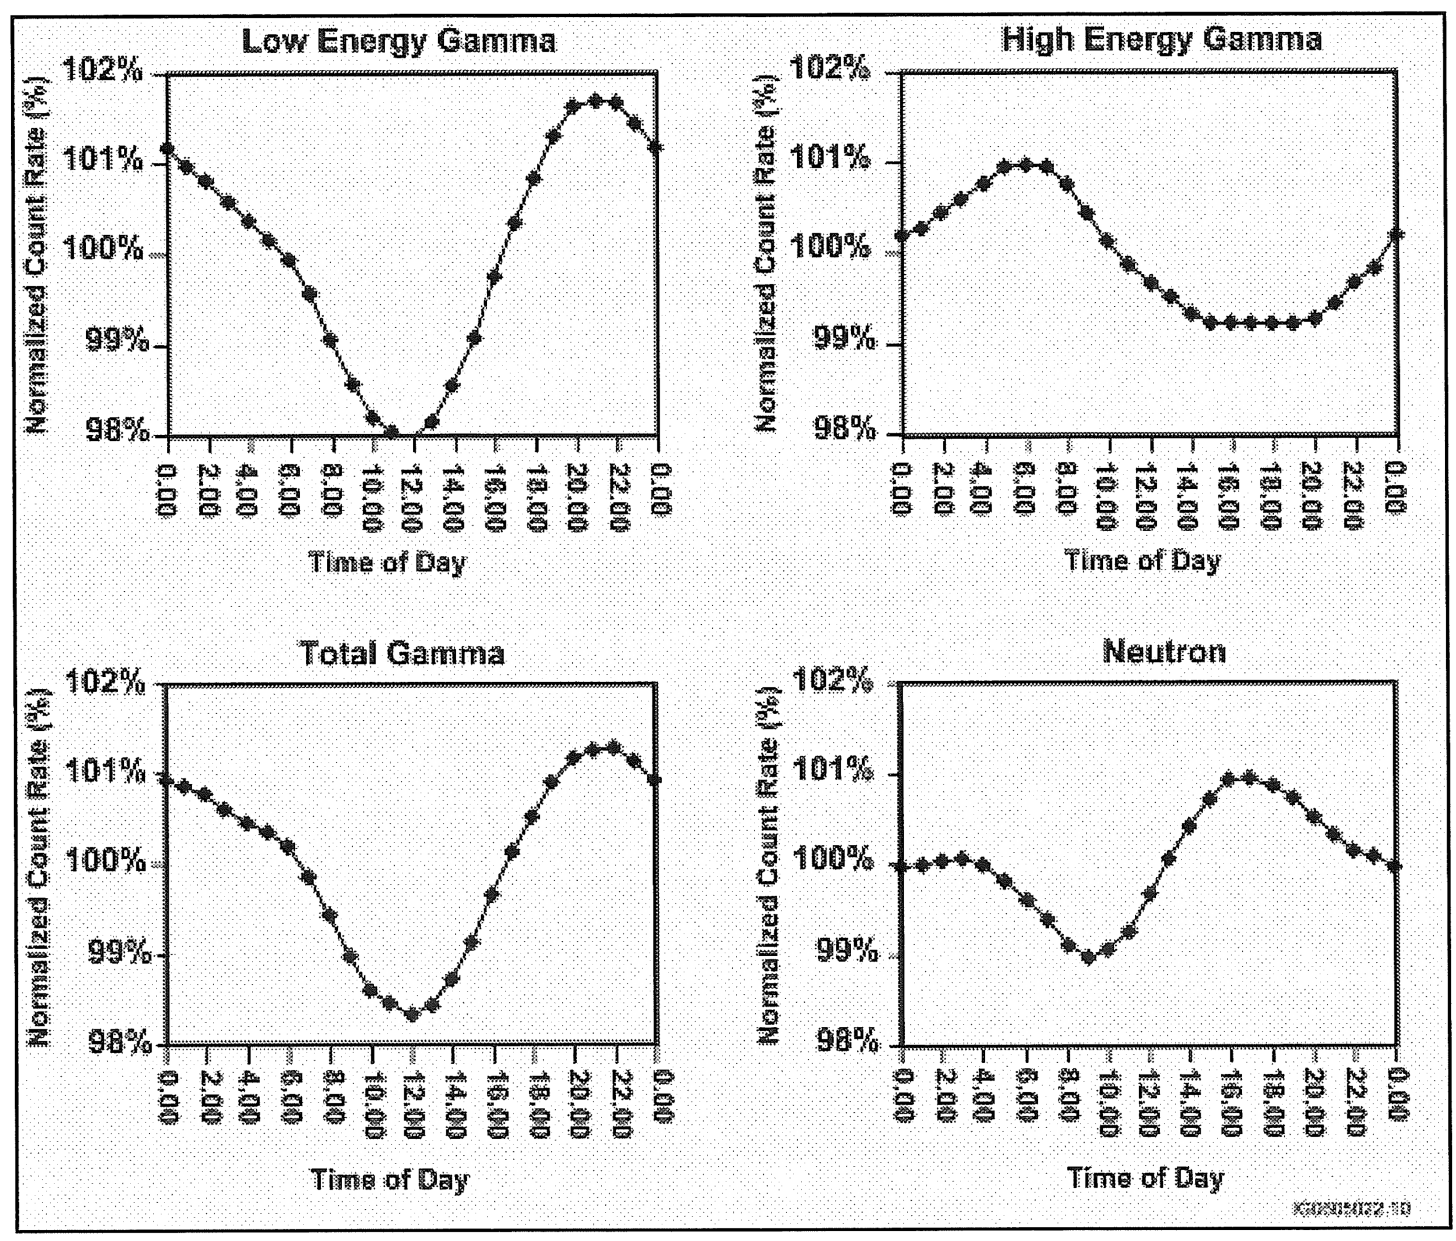 Low Energy Gamma
Normalized Count Rate (%)
102%
101%
100%
99%
98%
0.00 2.00 4.00 6.00 8.00 10.00 12.00 14.00 16.00 18.00 20.00 22.00 0.00
Time of Day
High Energy Gamma
Normalized Count Rate (%)
102%
101%
100%
99%
98%
0.00 2.00 4.00 6.00 8.00 10.00 12.00 14.00 16.00 18.00 20.00 22.00 0.00
Time of Day
Total Gamma
Normalized Count Rate (%)
102%
101%
100%
99%
98%
0.00 2.00 4.00 6.00 8.00 10.00 12.00 14.00 16.00 18.00 20.00 22.00 0.00
Time of Day
Neutron
Normalized Count Rate (%)
102%
101%
100%
99%
98%
0.00 2.00 4.00 6.00 8.00 10.00 12.00 14.00 16.00 18.00 20.00 22.00 0.00
Time of Day